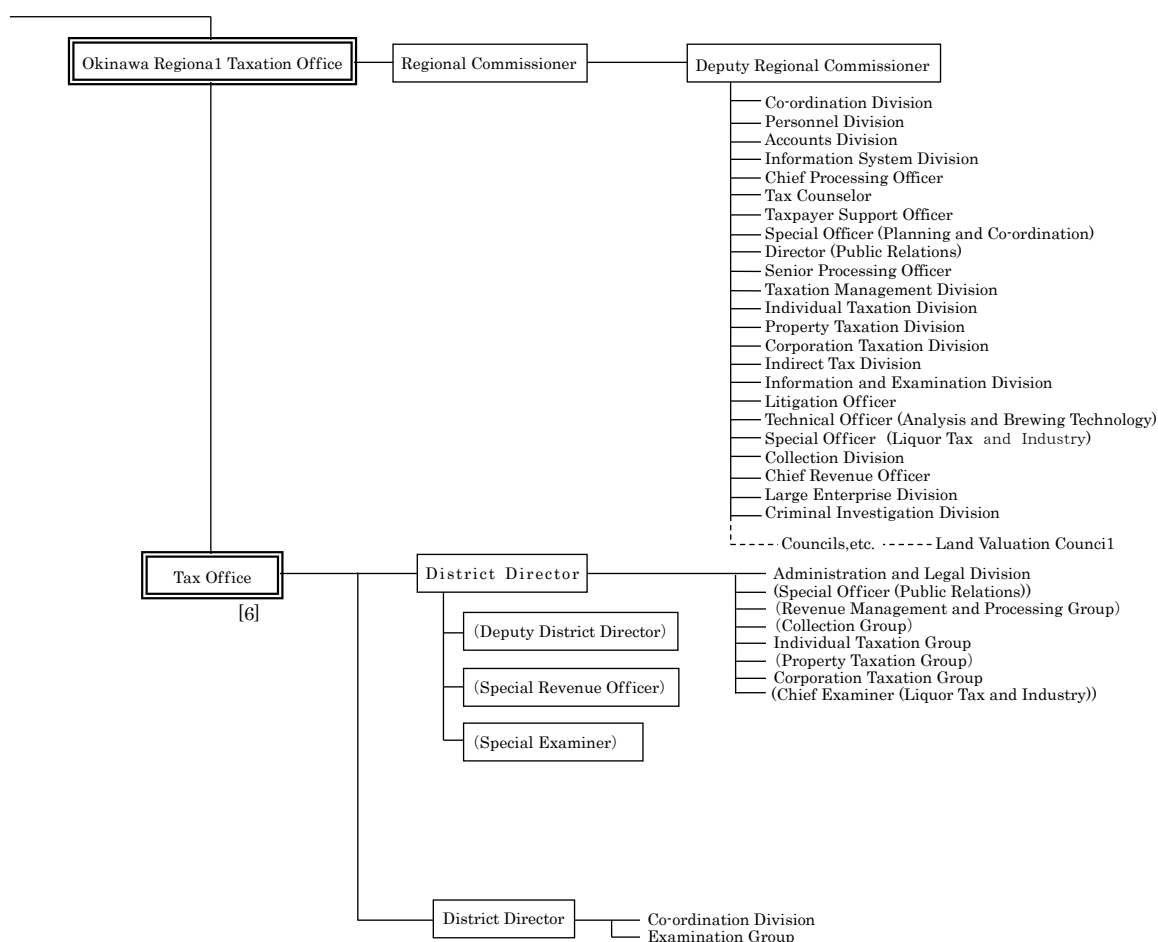 Okinawa Regiona1 Taxation Office
Regional Commissioner
Deputy Regional Commissioner
Co-ordination Division
Personnel Division
Accounts Division
Information System Division
Chief Processing Officer
Tax Counselor
Taxpayer Support Officer
Special Officer (Planning and Co-ordination)
Director (Public Relations)
Senior Processing Officer
Taxation Management Division
Individual Taxation Division
Property Taxation Division
Corporation Taxation Division
Indirect Tax Division
Information and Examination Division
Litigation Officer
Technical Officer (Analysis and Brewing Technology)
Special Officer (Liquor Tax and Industry)
Collection Division
Chief Revenue Officer
Large Enterprise Division
Criminal Investigation Division
Councils,etc.
Land Valuation Counci1
Tax Office
[6]
District Director
(Deputy District Director)
(Special Revenue Officer)
(Special Examiner)
Administration and Legal Division
(Special Officer (Public Relations))
(Revenue Management and Processing Group)
(Collection Group)
Individual Taxation Group
(Property Taxation Group)
Corporation Taxation Group
(Chief Examiner (Liquor Tax and Industry))
District Director
Co-ordination Division
Examination Group